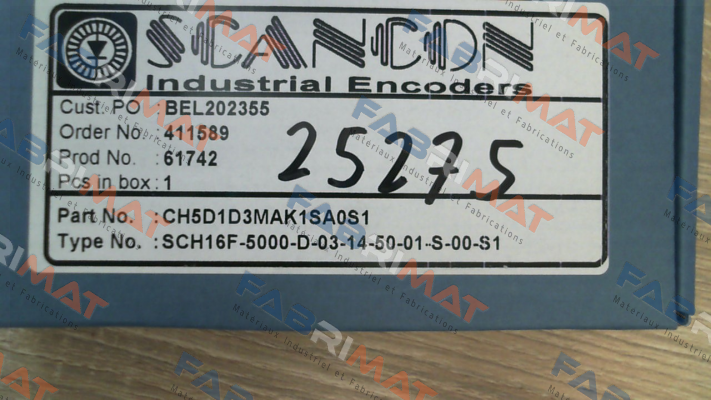 SCANCON
Industrial Encoders
Cust. PO : BEL202355
Order No : 411589
Prod No. : 61742
Pcs in box : 1
25275
Part No. : CH5D1D3MAK1SA0S1
Type No. : SCH16F-5000-D-03-14-50-01-S-00-S1
FABRIMAT
Materiaux Industriel et Fabrications